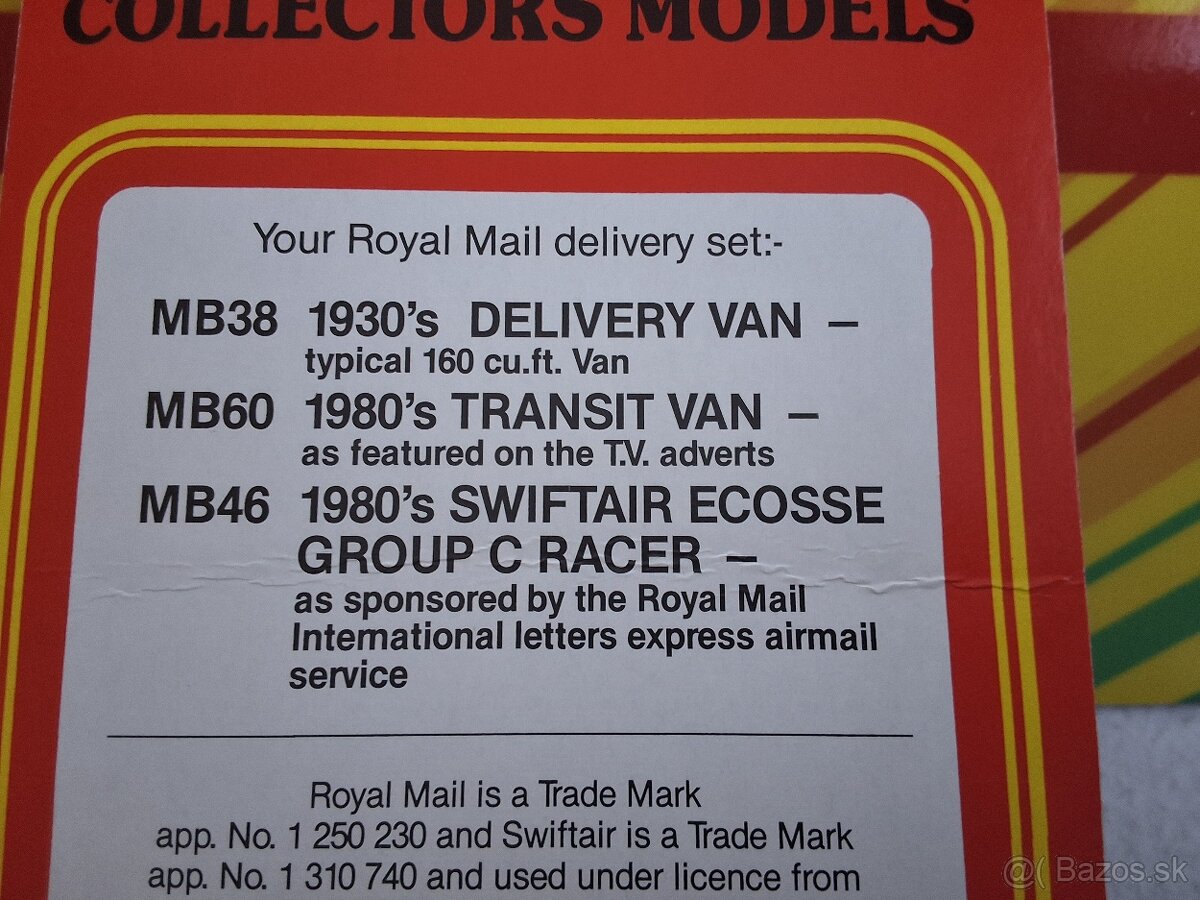 COLLECTORS MODELS
Your Royal Mail delivery set:-
MB38 1930's DELIVERY VAN –
typical 160 cu.ft. Van
MB60 1980's TRANSIT VAN –
as featured on the T.V. adverts
MB46 1980's SWIFTAIR ECOSSE
GROUP C RACER –
as sponsored by the Royal Mail
International letters express airmail
service
Royal Mail is a Trade Mark
app. No. 1 250 230 and Swiftair is a Trade Mark
app. No. 1 310 740 and used under licence from
@( Bazos.sk